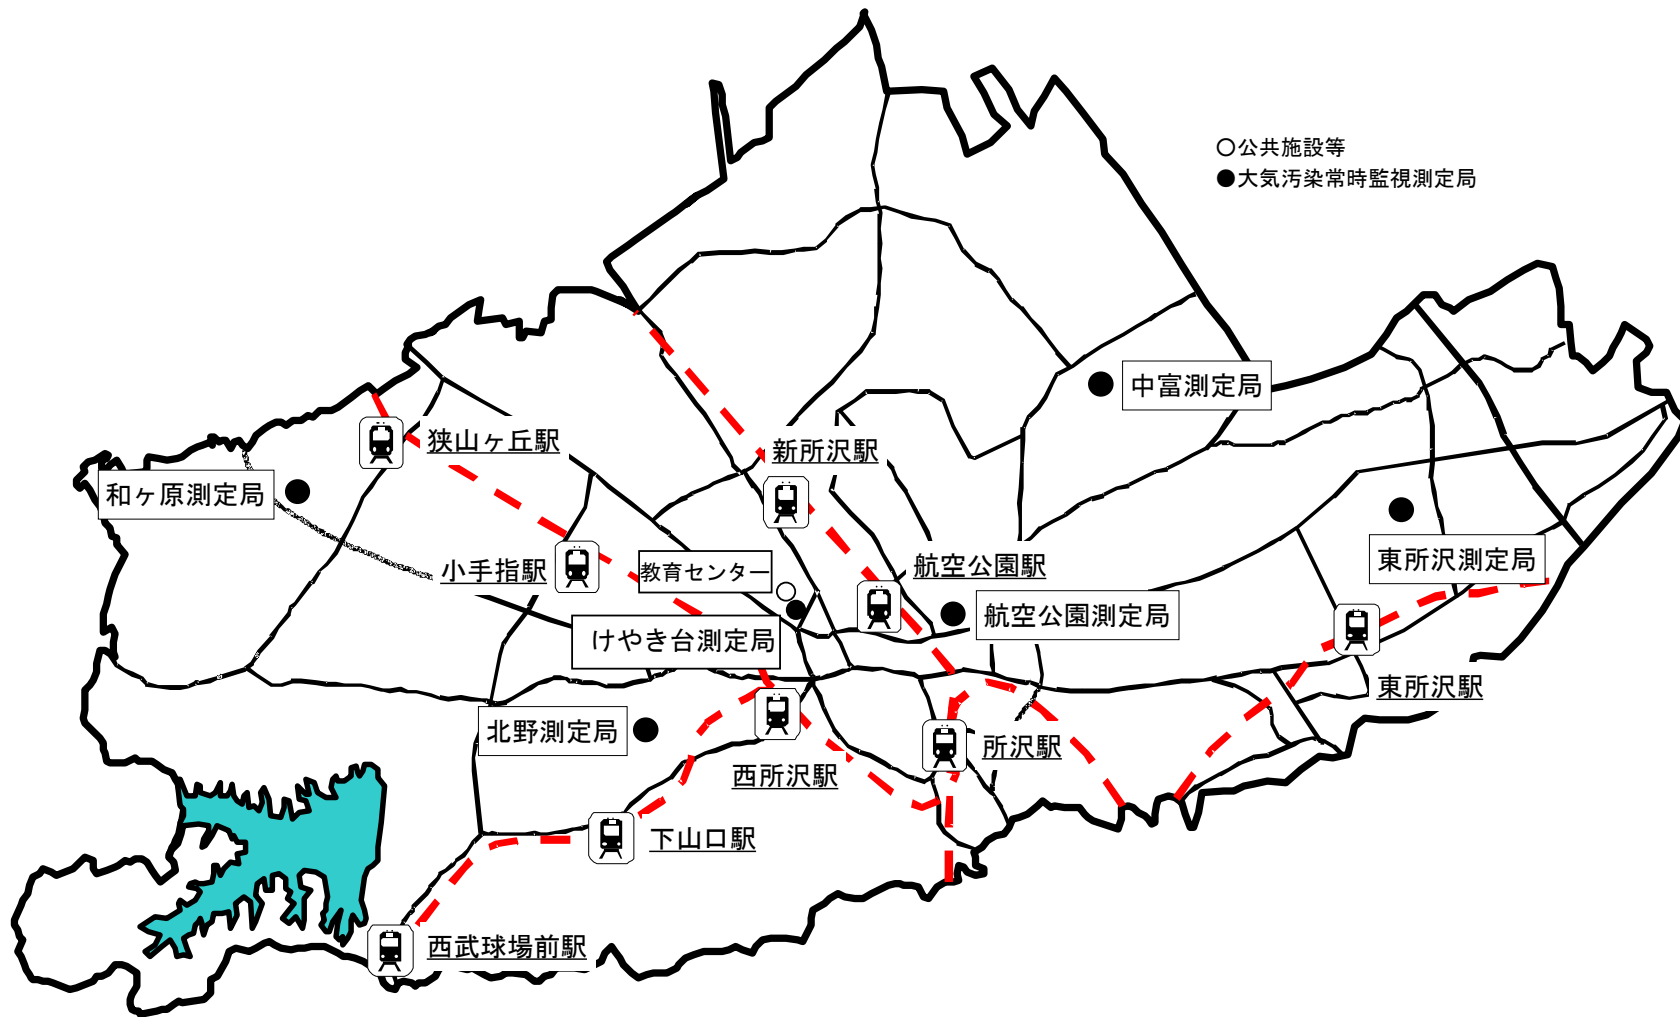 ○公共施設等
●大気汚染常時監視測定局
中富測定局
狭山ヶ丘駅
新所沢駅
和ヶ原測定局
東所沢測定局
小手指駅
教育センター
航空公園駅
航空公園測定局
けやき台測定局
東所沢駅
北野測定局
所沢駅
西所沢駅
下山口駅
西武球場前駅